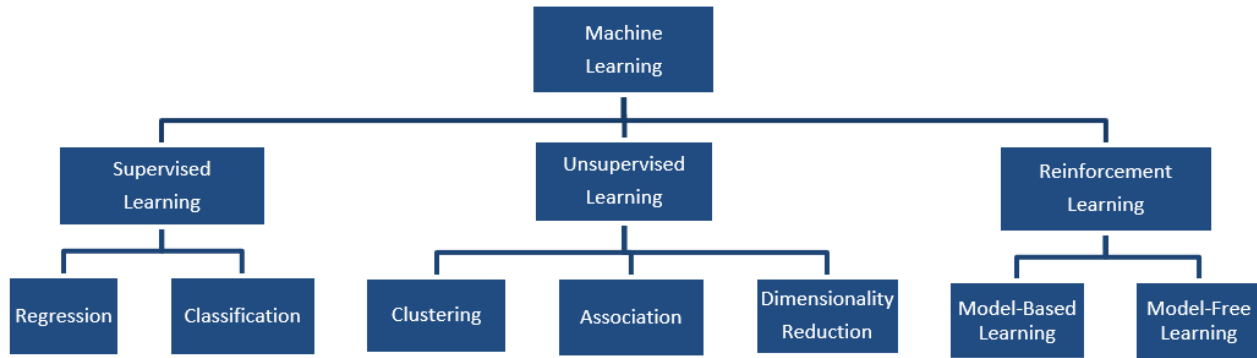 Machine
Learning
Supervised
Learning
Unsupervised
Learning
Reinforcement
Learning
Regression
Classification
Clustering
Association
Dimensionality
Reduction
Model-Based
Learning
Model-Free
Learning